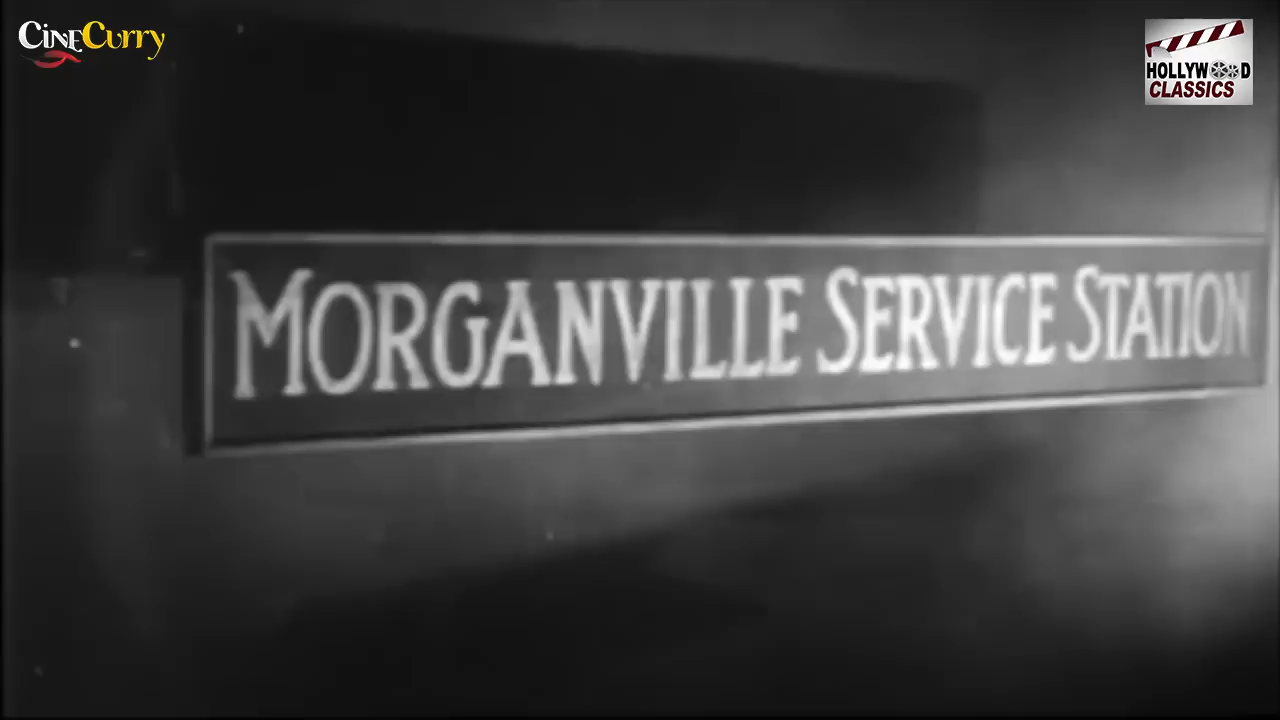 CINECURRY
HOLLYWOOD
CLASSICS
MORGANVILLE SERVICE STATION